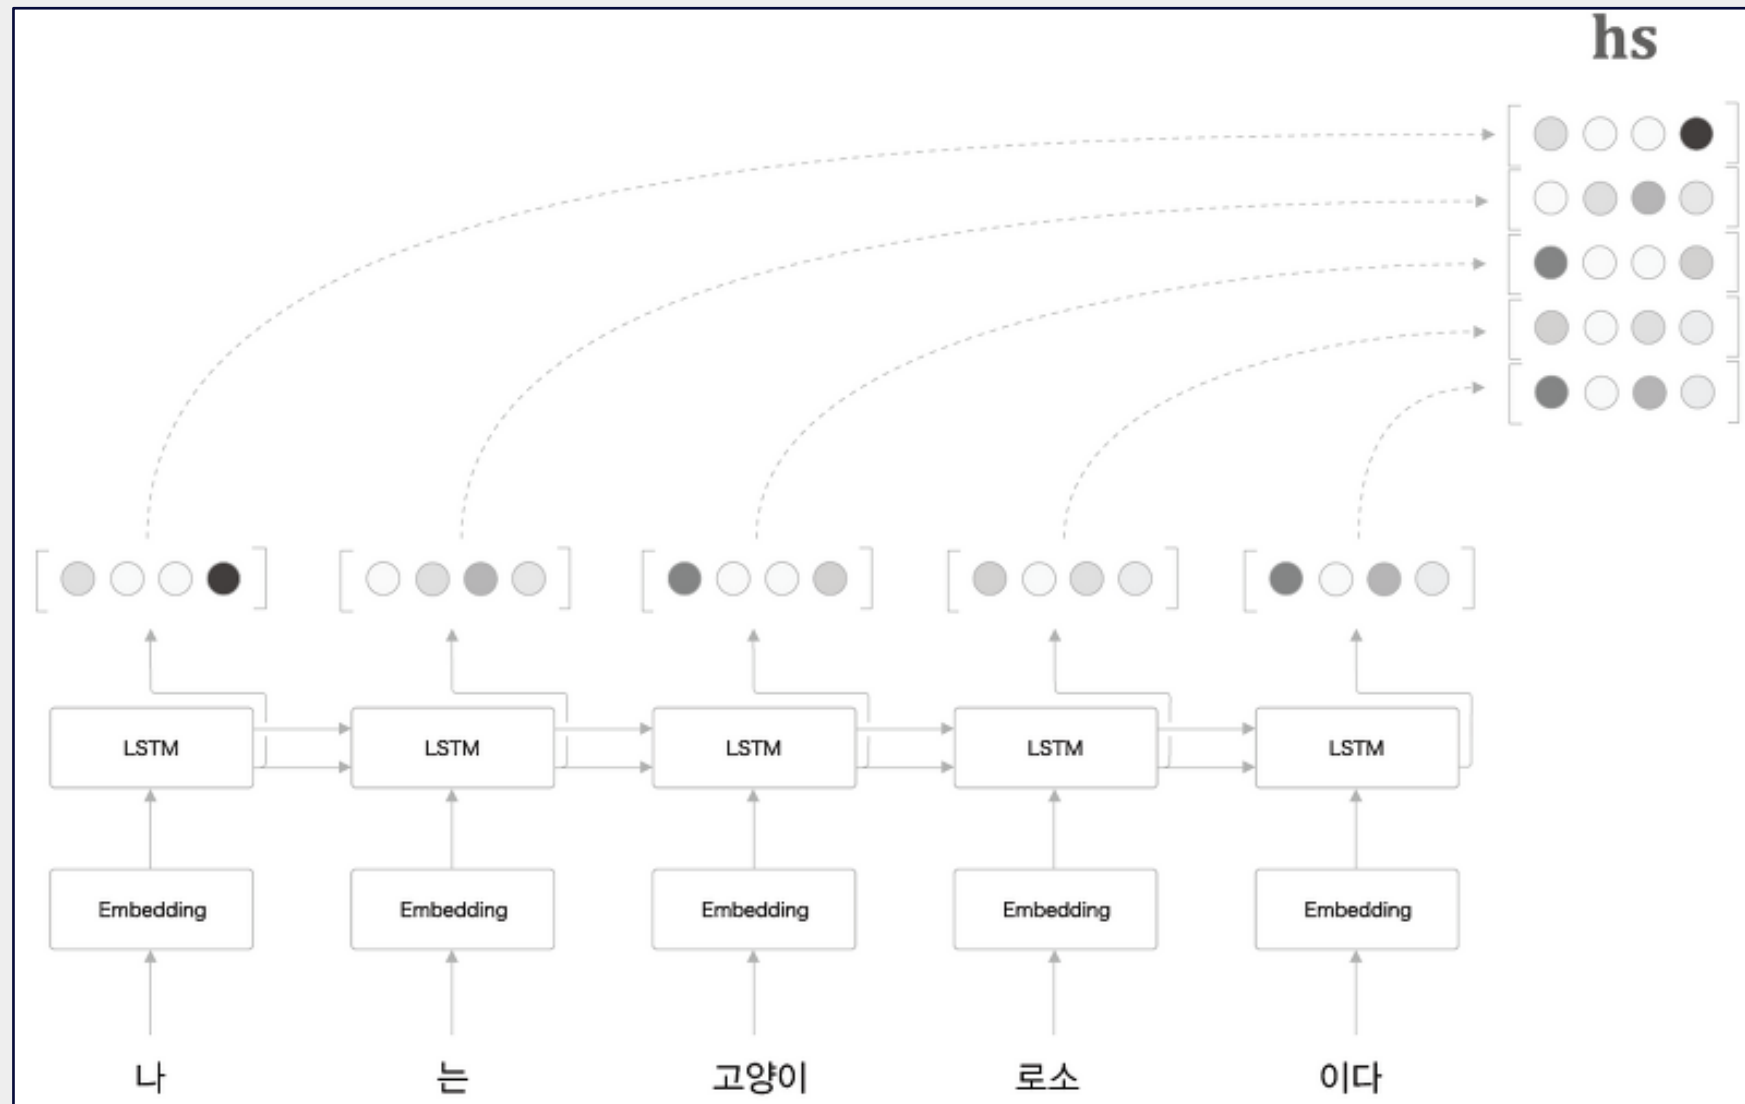 hs
LSTM LSTM LSTM LSTM LSTM
Embedding Embedding Embedding Embedding Embedding
나 는 고양이 로소 이다